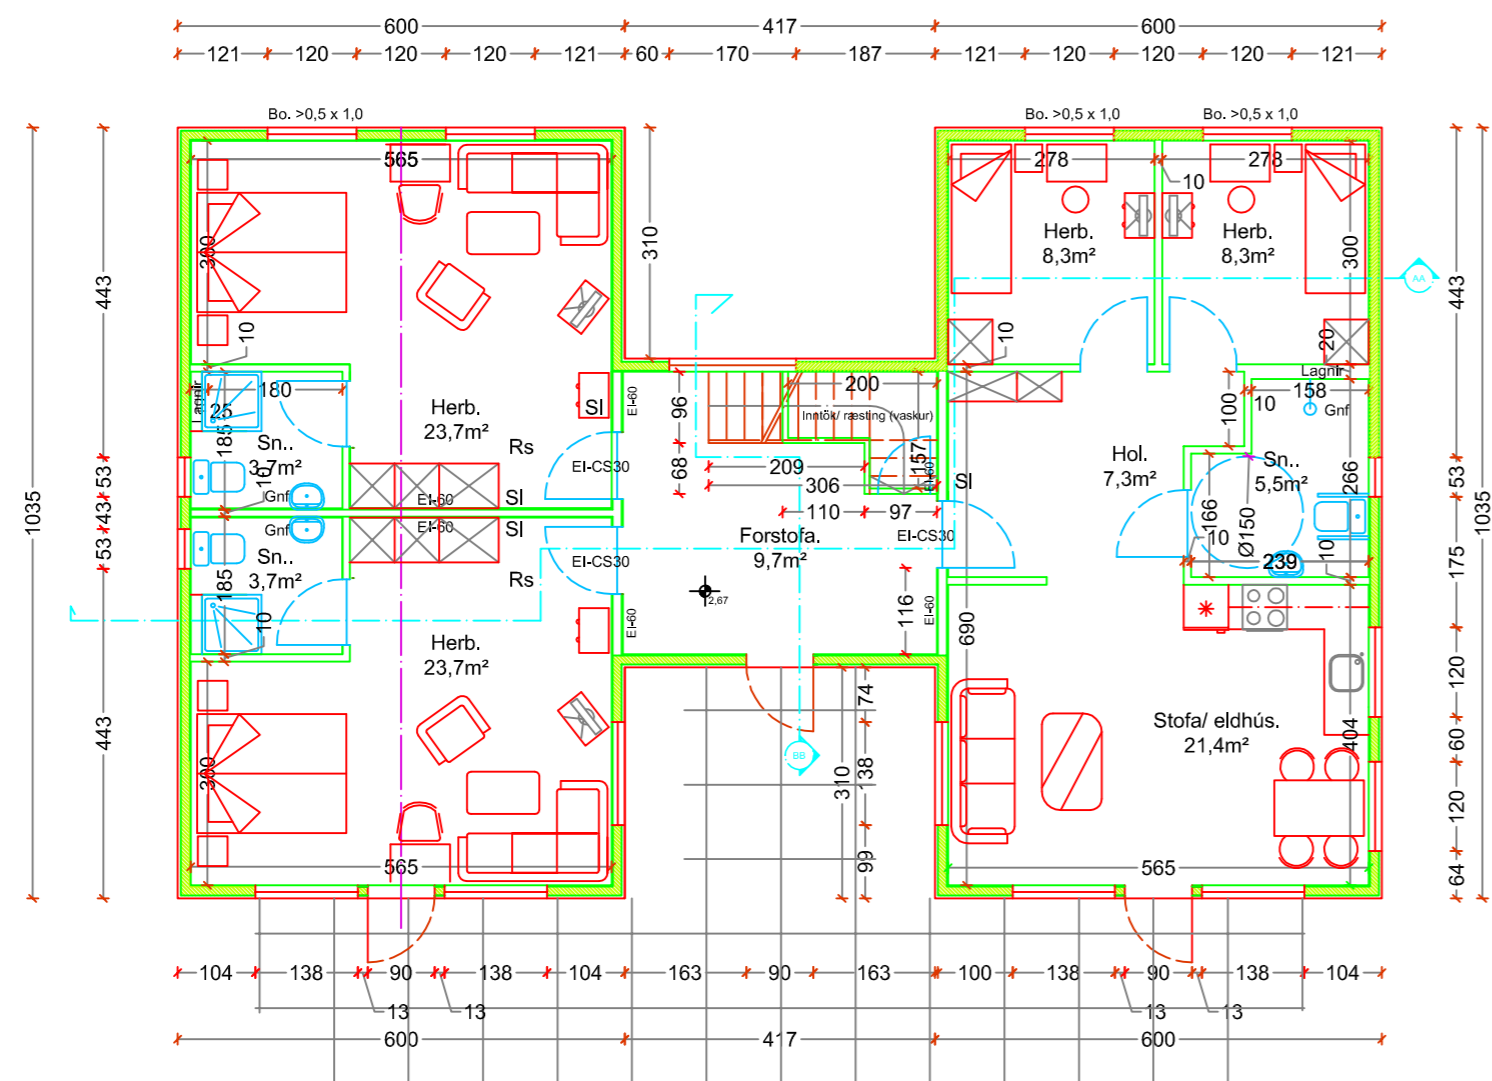 600
417
600
121
120
120
120
121
60
170
187
121
120
120
120
121
Bo. >0,5 x 1,0
Bo. >0,5 x 1,0
Bo. >0,5 x 1,0
565
278
278
10
300
310
Herb.
8,3m²
Herb.
8,3m²
300
AA
443
443
1035
1035
10
10
20
Lagnir
25
180
185
Sn..
3,7m²
10
Gnf
Herb.
23,7m²
Rs
Sl
EI-60
EI-CS30
EI-60
Sl
96
68
200
Inntök/ ræsting (vaskur)
157
EI-60
209
306
110
97
Sl
EI-CS30
Hol.
7,3m²
100
Lagnir
158
10
Gnf
Sn..
5,5m²
266
166
Ø150
10
239
10
53
43
53
53
175
Gnf
Sn..
3,7m²
185
10
EI-60
Sl
Rs
EI-CS30
EI-60
Herb.
23,7m²
Forstofa.
9,7m²
2,67
116
EI-60
690
443
300
565
BB
74
138
310
99
Stofa/ eldhús.
21,4m²
404
565
120
60
120
64
104
138
90
138
104
163
90
163
100
138
90
138
104
13
13
13
13
600
417
600